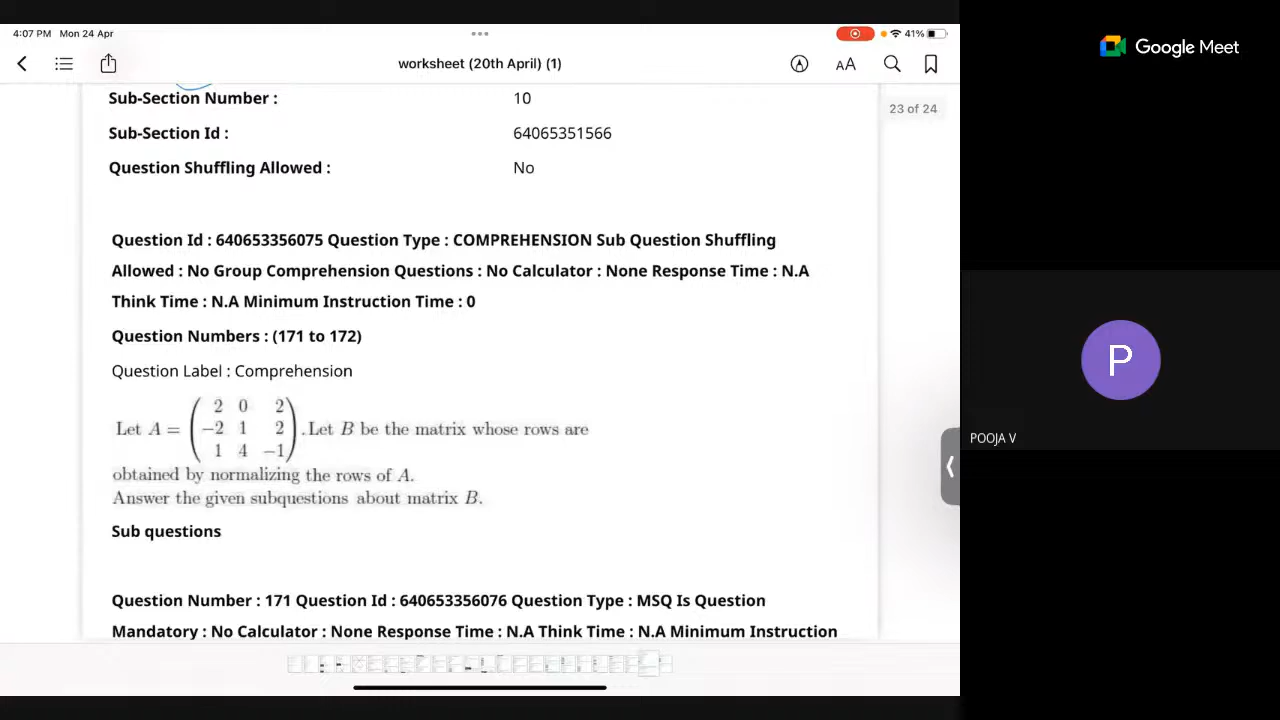 4:07 PM Mon 24 Apr
41%
worksheet (20th April) (1)
AA
Google Meet
23 of 24
Sub-Section Number : 10
Sub-Section Id : 64065351566
Question Shuffling Allowed : No
Question Id : 640653356075 Question Type : COMPREHENSION Sub Question Shuffling
Allowed : No Group Comprehension Questions : No Calculator : None Response Time : N.A
Think Time : N.A Minimum Instruction Time : 0
Question Numbers : (171 to 172)
Question Label : Comprehension
2 0 2
Let A = −2 1 2 . Let B be the matrix whose rows are
1 4 −1
obtained by normalizing the rows of A.
Answer the given subquestions about matrix B.
Sub questions
Question Number : 171 Question Id : 640653356076 Question Type : MSQ Is Question
Mandatory : No Calculator : None Response Time : N.A Think Time : N.A Minimum Instruction
P
POOJA V